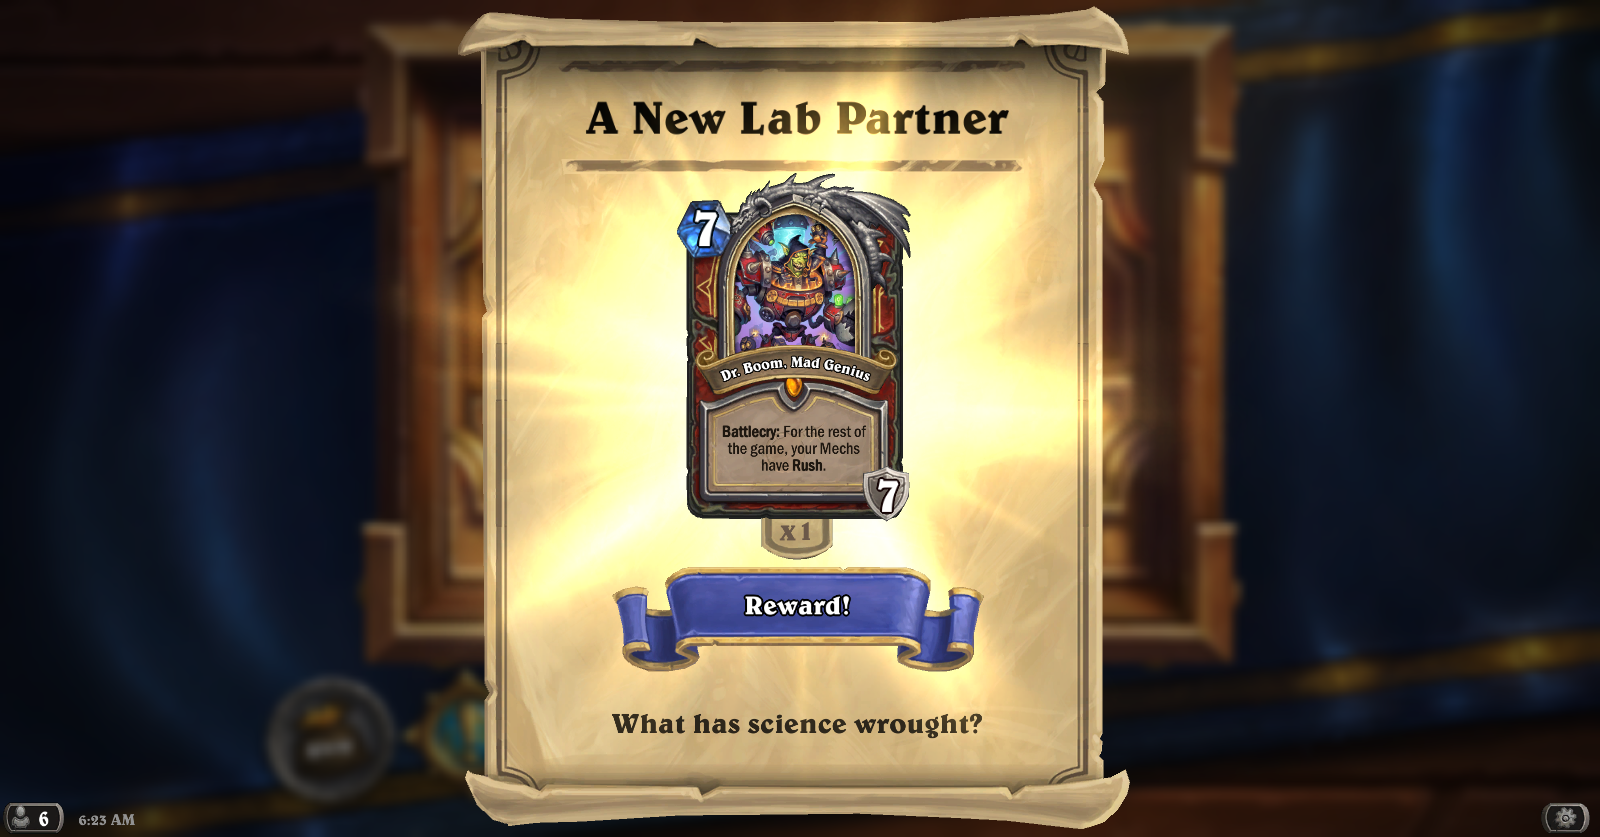 A New Lab Partner
7
Dr. Boom, Mad Genius
Battlecry: For the rest of
the game, your Mechs
have Rush.
7
x 1
Reward!
What has science wrought?
6
6:23 AM